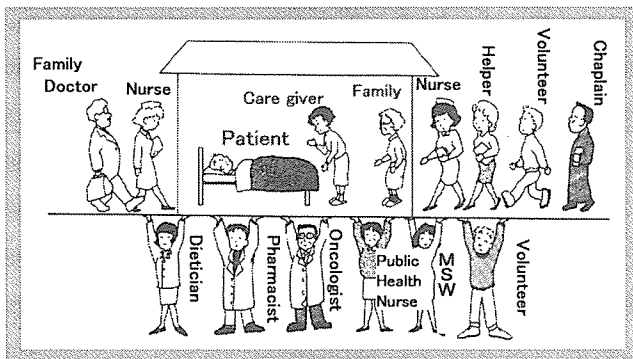 Family
Doctor
Nurse
Care giver
Patient
Family
Nurse
Helper
Volunteer
Chaplain
Dietician
Pharmacist
Oncologist
Public
Health
Nurse
MSW
Volunteer